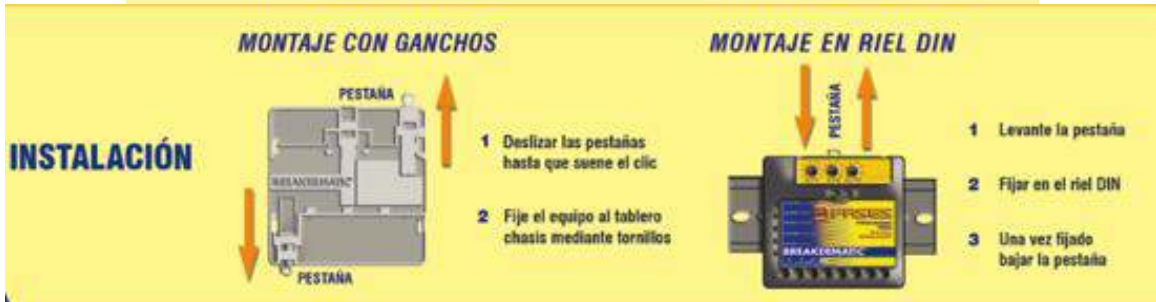 INSTALACIÓN
MONTAJE CON GANCHOS
PESTAÑA
BREAKERMATIC
PESTAÑA
1 Deslizar las pestañas
hasta que suene el clic
2 Fije el equipo al tablero
chasis mediante tornillos
MONTAJE EN RIEL DIN
PESTAÑA
BREAKERMATIC
1 Levante la pestaña
2 Fijar en el riel DIN
3 Una vez fijado
bajar la pestaña